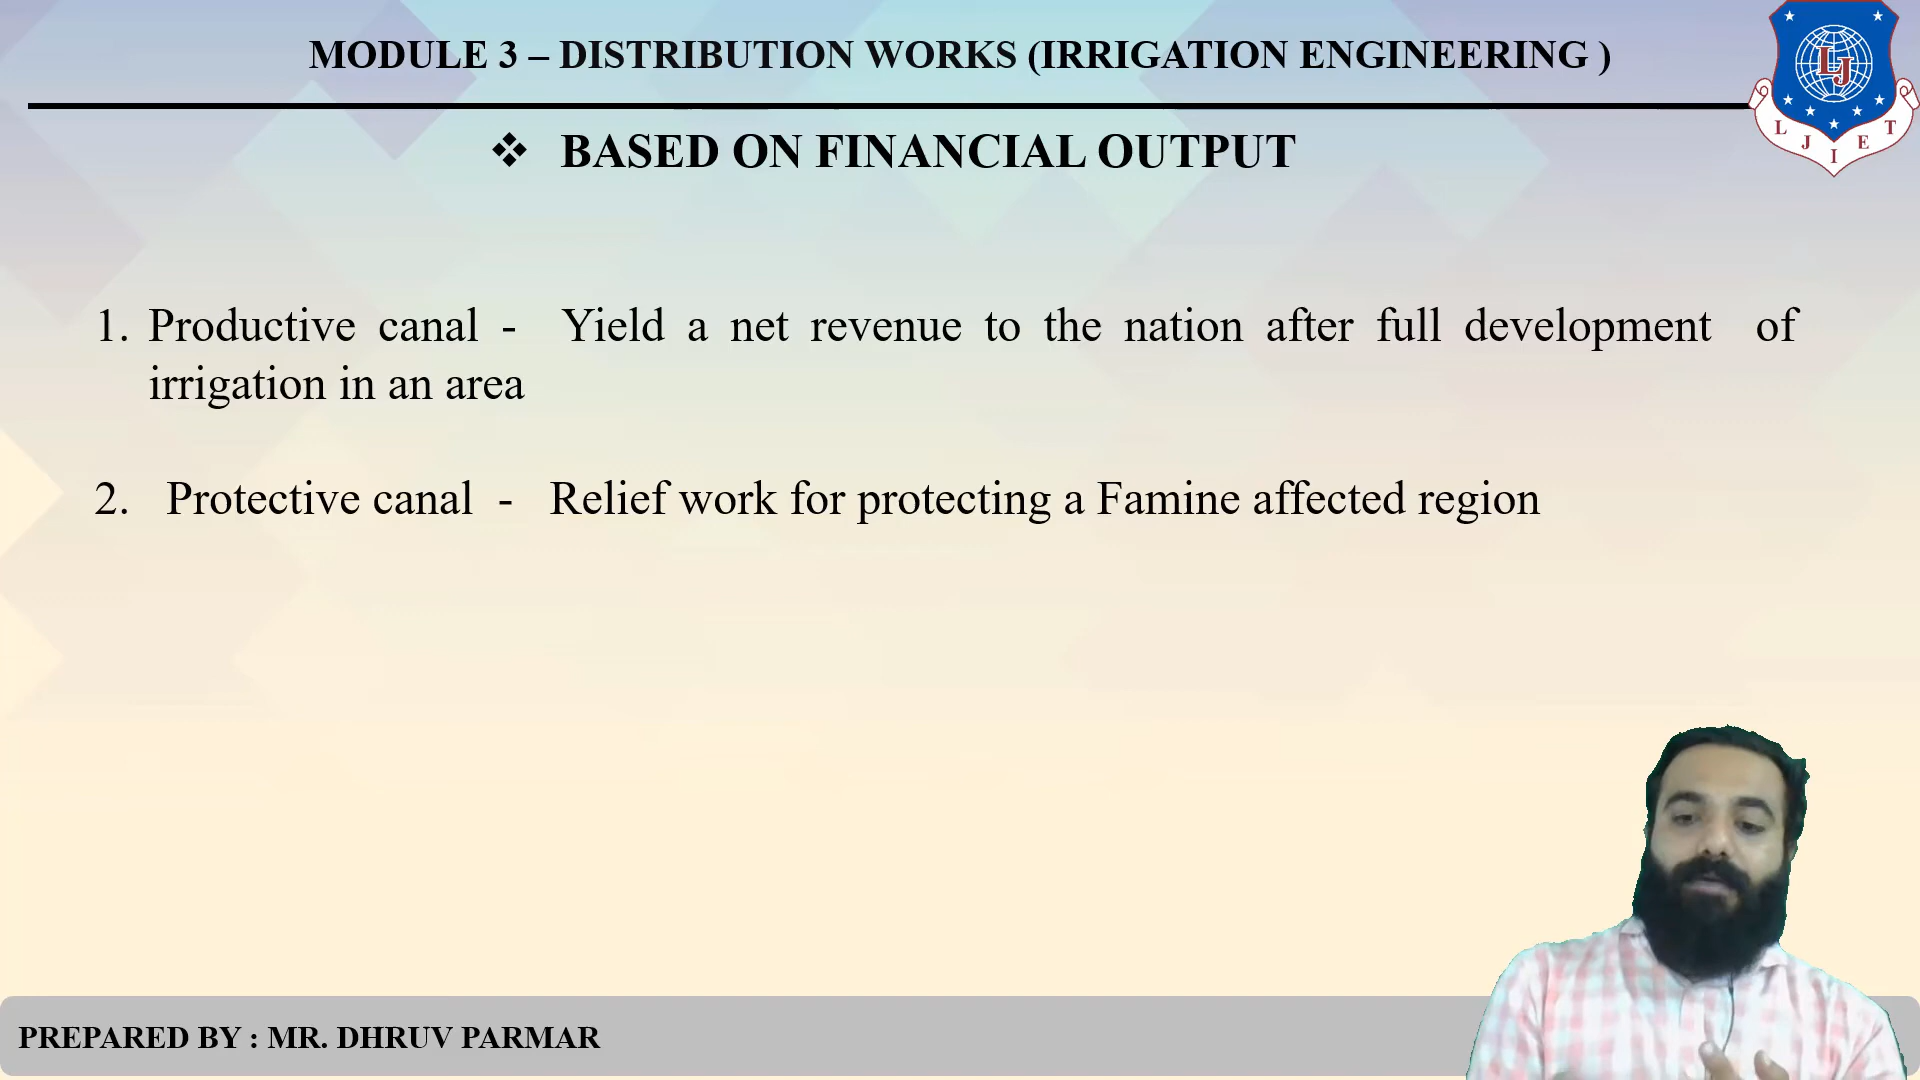 MODULE 3 – DISTRIBUTION WORKS (IRRIGATION ENGINEERING )
LJ
L J I E T
❖ BASED ON FINANCIAL OUTPUT
1. Productive canal - Yield a net revenue to the nation after full development of
irrigation in an area
2. Protective canal - Relief work for protecting a Famine affected region
PREPARED BY : MR. DHRUV PARMAR